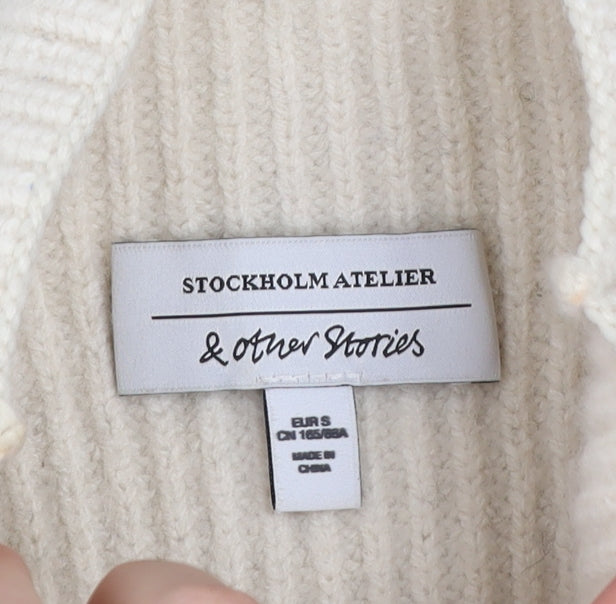 STOCKHOLM ATELIER
& other Stories
EUR S
CN 165/88A
MADE IN
CHINA